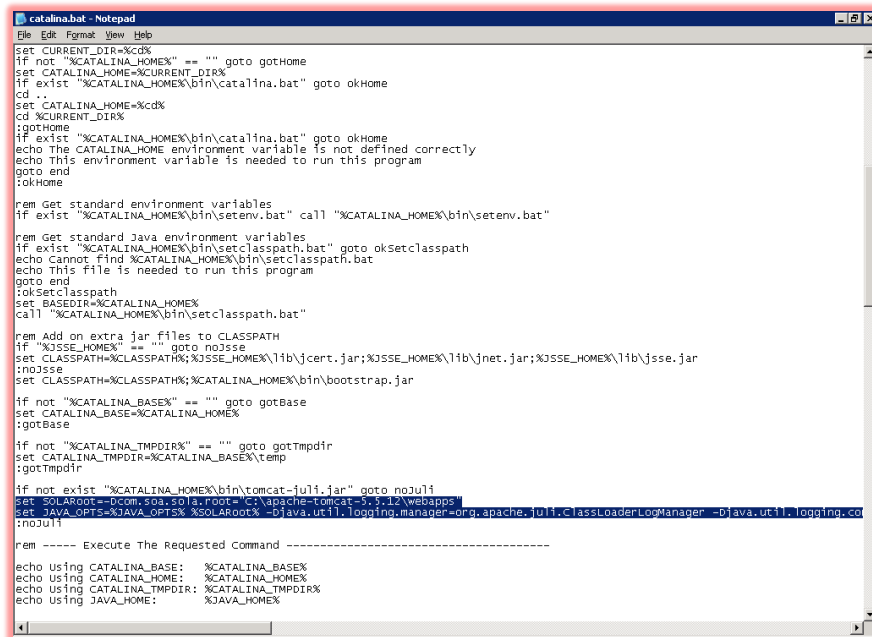 catalina.bat - Notepad
File Edit Format View Help
set CURRENT_DIR=%cd%
if not "%CATALINA_HOME%" == "" goto gotHome
set CATALINA_HOME=%CURRENT_DIR%
if exist "%CATALINA_HOME%\bin\catalina.bat" goto okHome
cd ..
set CATALINA_HOME=%cd%
cd %CURRENT_DIR%
:gotHome
if exist "%CATALINA_HOME%\bin\catalina.bat" goto okHome
echo The CATALINA_HOME environment variable is not defined correctly
echo This environment variable is needed to run this program
goto end
:okHome
rem Get standard environment variables
if exist "%CATALINA_HOME%\bin\setenv.bat" call "%CATALINA_HOME%\bin\setenv.bat"
rem Get standard Java environment variables
if exist "%CATALINA_HOME%\bin\setclasspath.bat" goto okSetclasspath
echo Cannot find %CATALINA_HOME%\bin\setclasspath.bat
echo This file is needed to run this program
goto end
:okSetclasspath
set BASEDIR=%CATALINA_HOME%
call "%CATALINA_HOME%\bin\setclasspath.bat"
rem Add on extra jar files to CLASSPATH
if "%JSSE_HOME%" == "" goto noJsse
set CLASSPATH=%CLASSPATH%;%JSSE_HOME%\lib\jcert.jar;%JSSE_HOME%\lib\jnet.jar;%JSSE_HOME%\lib\jsse.jar
:noJsse
set CLASSPATH=%CLASSPATH%;%CATALINA_HOME%\bin\bootstrap.jar
if not "%CATALINA_BASE%" == "" goto gotBase
set CATALINA_BASE=%CATALINA_HOME%
:gotBase
if not "%CATALINA_TMPDIR%" == "" goto gotTmpdir
set CATALINA_TMPDIR=%CATALINA_BASE%\temp
:gotTmpdir
if not exist "%CATALINA_HOME%\bin\tomcat-juli.jar" goto noJuli
set SOLARoot=-Dcom.soa.sola.root="C:\apache-tomcat-5.5.12\webapps"
set JAVA_OPTS=%JAVA_OPTS% %SOLARoot% -Djava.util.logging.manager=org.apache.juli.ClassLoaderLogManager -Djava.util.logging.co
:noJuli
rem ----- Execute The Requested Command ---------------------------------------
echo Using CATALINA_BASE: %CATALINA_BASE%
echo Using CATALINA_HOME: %CATALINA_HOME%
echo Using CATALINA_TMPDIR: %CATALINA_TMPDIR%
echo Using JAVA_HOME: %JAVA_HOME%